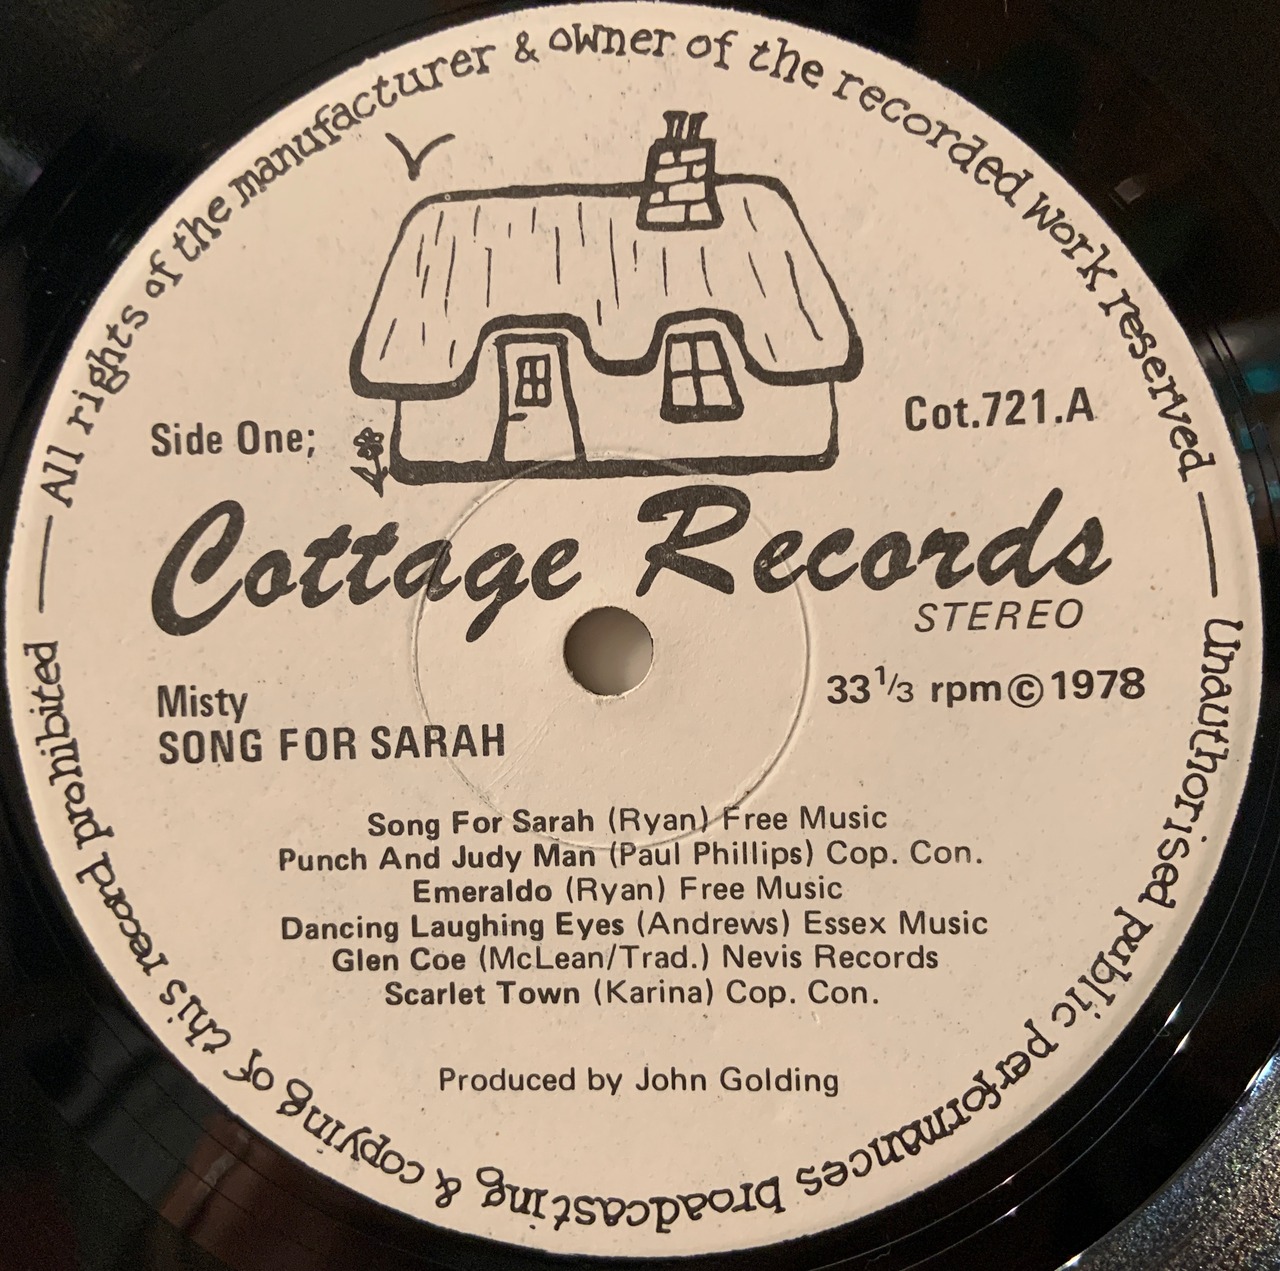 All rights of the manufacturer & owner of the recorded work reserved
Unauthorised public performances broadcasting & copying of this record prohibited
Side One;
Cot.721.A
Cottage Records
STEREO
33 1/3 rpm © 1978
Misty
SONG FOR SARAH
Song For Sarah (Ryan) Free Music
Punch And Judy Man (Paul Phillips) Cop. Con.
Emeraldo (Ryan) Free Music
Dancing Laughing Eyes (Andrews) Essex Music
Glen Coe (McLean/Trad.) Nevis Records
Scarlet Town (Karina) Cop. Con.
Produced by John Golding